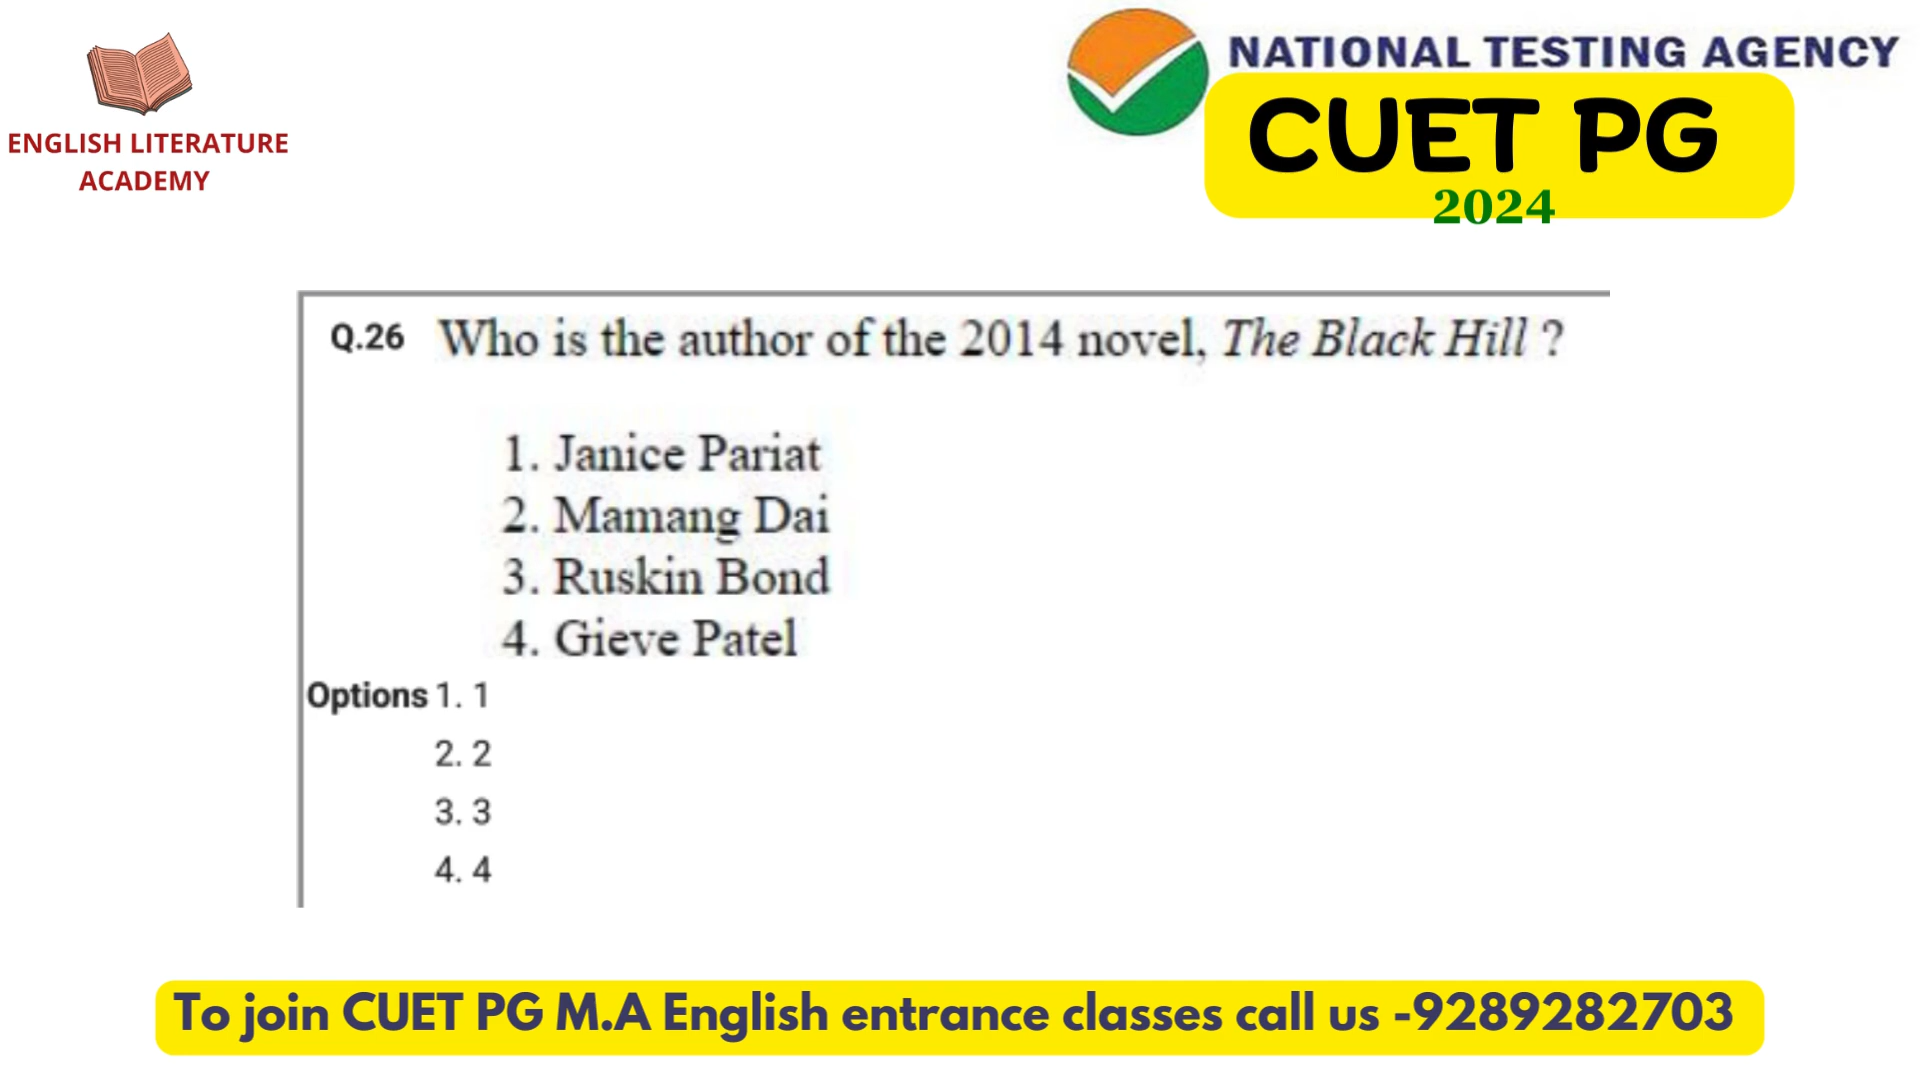 ENGLISH LITERATURE
ACADEMY
NATIONAL TESTING AGENCY
CUET PG
2024
Q.26 Who is the author of the 2014 novel, The Black Hill ?
1. Janice Pariat
2. Mamang Dai
3. Ruskin Bond
4. Gieve Patel
Options 1. 1
2. 2
3. 3
4. 4
To join CUET PG M.A English entrance classes call us -9289282703